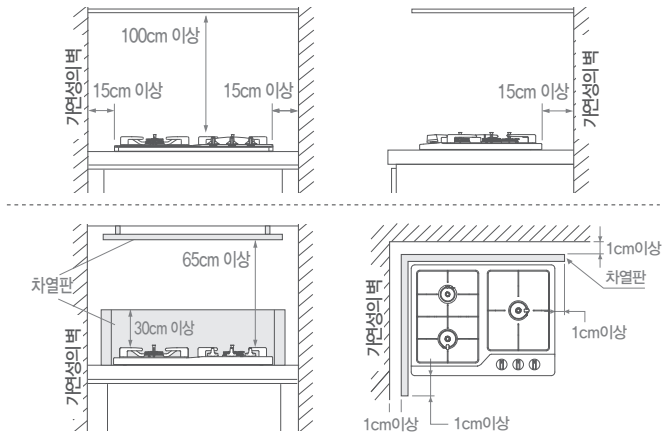 100cm 이상
가연성의 벽
15cm 이상
15cm 이상
15cm 이상
가연성의 벽
65cm 이상
차열판
30cm 이상
가연성의 벽
1cm이상
차열판
가연성의 벽
1cm이상
1cm이상
1cm이상